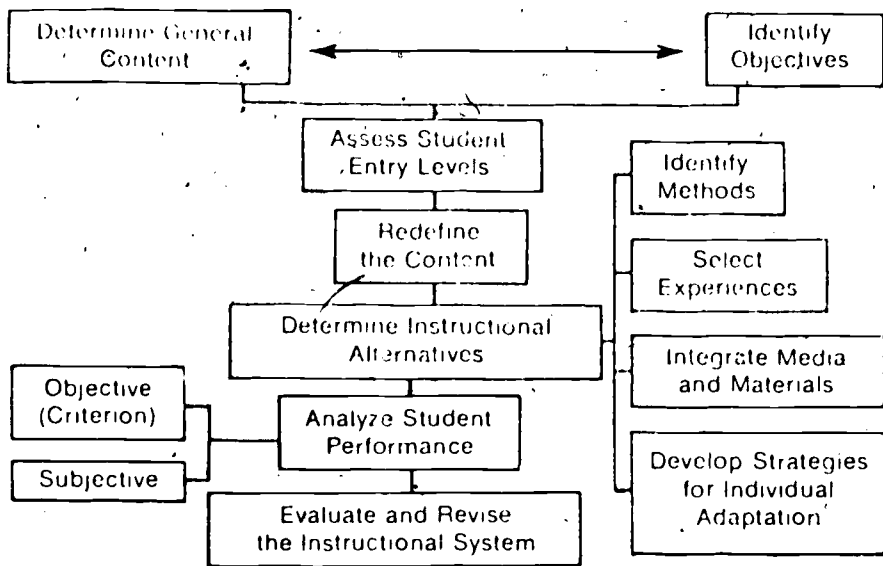 Determine General
Content
Identify
Objectives
Assess Student
Entry Levels
Identify
Methods
Redefine
the Content
Select
Experiences
Determine Instructional
Alternatives
Integrate Media
and Materials
Objective
(Criterion)
Analyze Student
Performance
Subjective
Develop Strategies
for Individual
Adaptation
Evaluate and Revise
the Instructional System